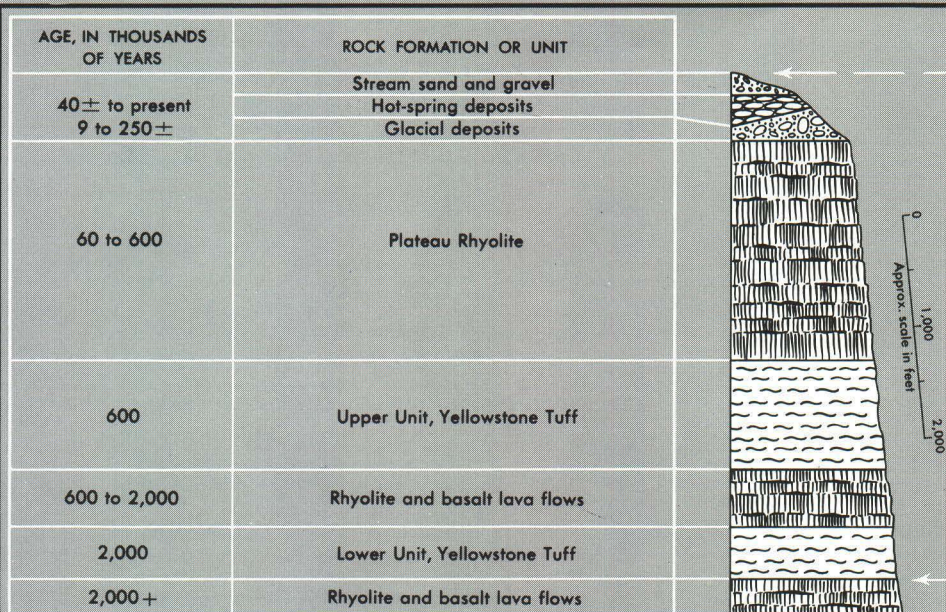 AGE, IN THOUSANDS
OF YEARS
ROCK FORMATION OR UNIT
Stream sand and gravel
40± to present
Hot-spring deposits
9 to 250±
Glacial deposits
60 to 600
Plateau Rhyolite
600
Upper Unit, Yellowstone Tuff
600 to 2,000
Rhyolite and basalt lava flows
2,000
Lower Unit, Yellowstone Tuff
2,000+
Rhyolite and basalt lava flows
0
1,000
2,000
Approx. scale in feet